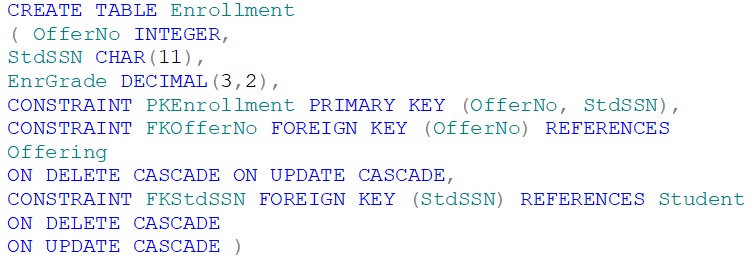 CREATE TABLE Enrollment
( OfferNo INTEGER,
StdSSN CHAR(11),
EnrGrade DECIMAL(3,2),
CONSTRAINT PKEnrollment PRIMARY KEY (OfferNo, StdSSN),
CONSTRAINT FKOfferNo FOREIGN KEY (OfferNo) REFERENCES
Offering
ON DELETE CASCADE ON UPDATE CASCADE,
CONSTRAINT FKStdSSN FOREIGN KEY (StdSSN) REFERENCES Student
ON DELETE CASCADE
ON UPDATE CASCADE )